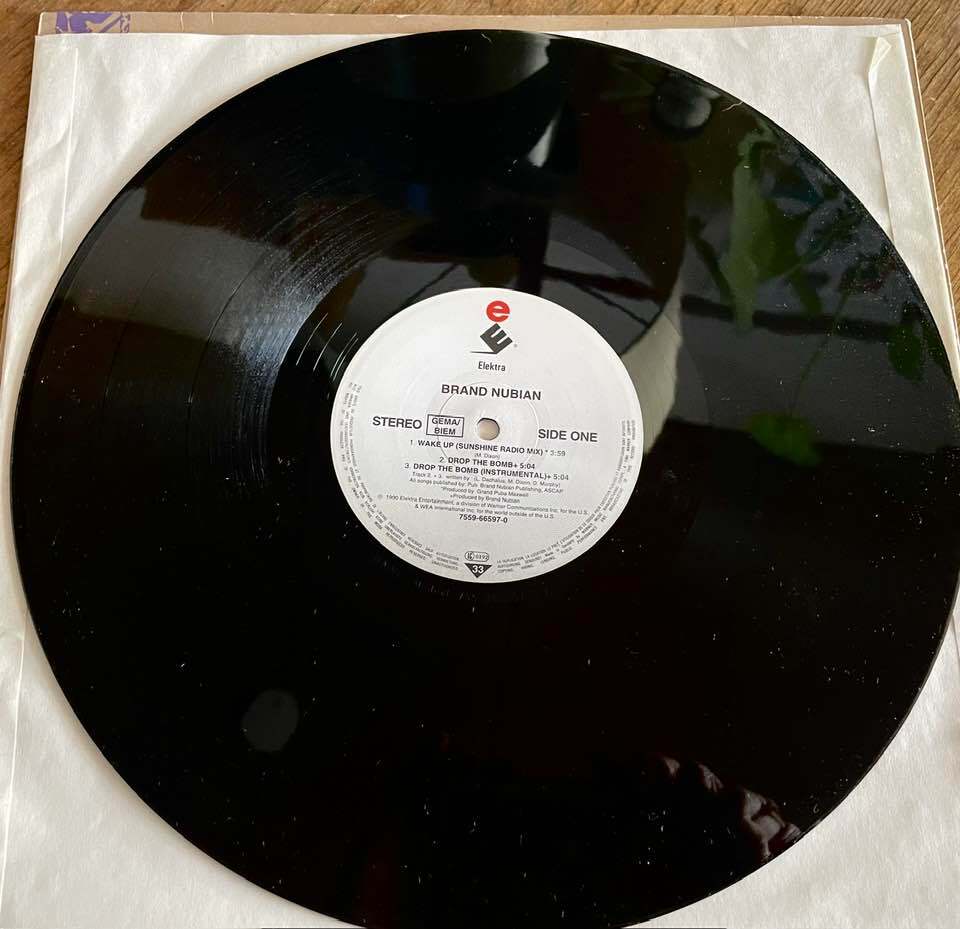 e
E®
Elektra
BRAND NUBIAN
STEREO GEMA/ BIEM SIDE ONE
1. WAKE UP (SUNSHINE RADIO MIX) * 3:59
(M. Dixon)
2. DROP THE BOMB+ 5:04
3. DROP THE BOMB (INSTRUMENTAL)+ 5:04
Track 2. + 3. written by : (L. Dechalus, M. Dixon, D. Murphy)
All songs published by: Pub. Brand Nubian Publishing, ASCAP
*Produced by Grand Puba Maxwell
+Produced by Brand Nubian
℗ 1990 Elektra Entertainment, a division of Warner Communications Inc. for the U.S.
& WEA International Inc. for the world outside of the U.S.
7559-66597-0
LC 0192
33